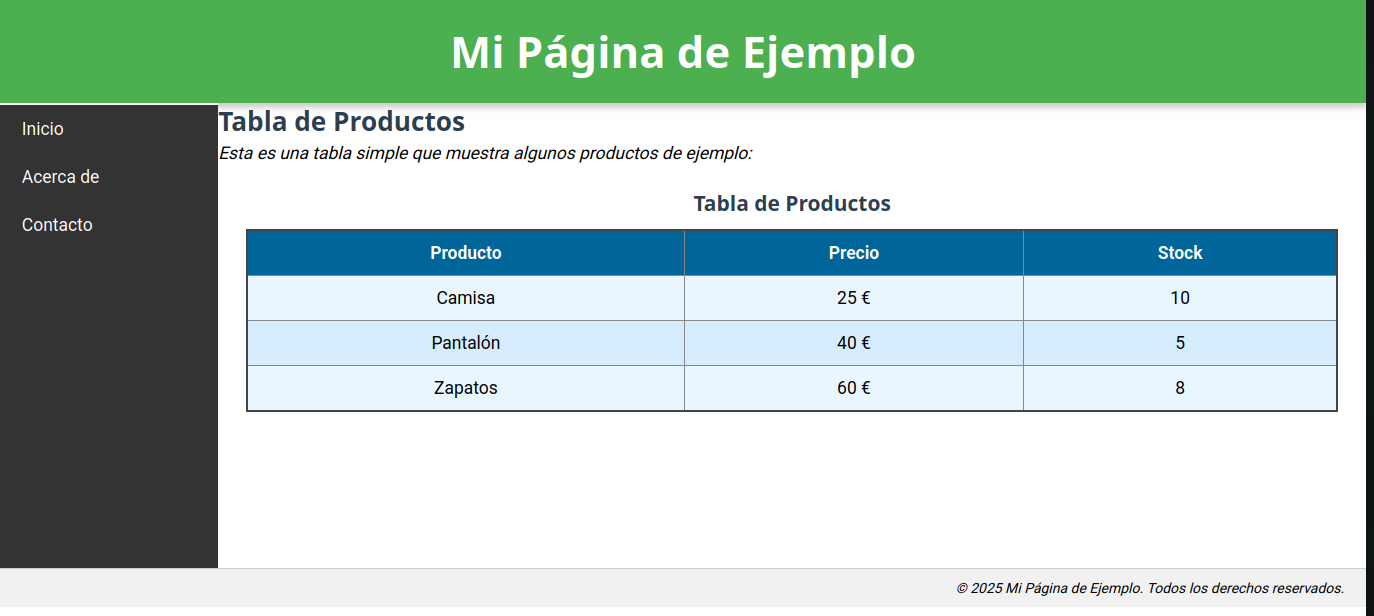 Mi Página de Ejemplo
Inicio
Acerca de
Contacto
Tabla de Productos
Esta es una tabla simple que muestra algunos productos de ejemplo:
Tabla de Productos
Producto Precio Stock
Camisa 25 € 10
Pantalón 40 € 5
Zapatos 60 € 8
© 2025 Mi Página de Ejemplo. Todos los derechos reservados.